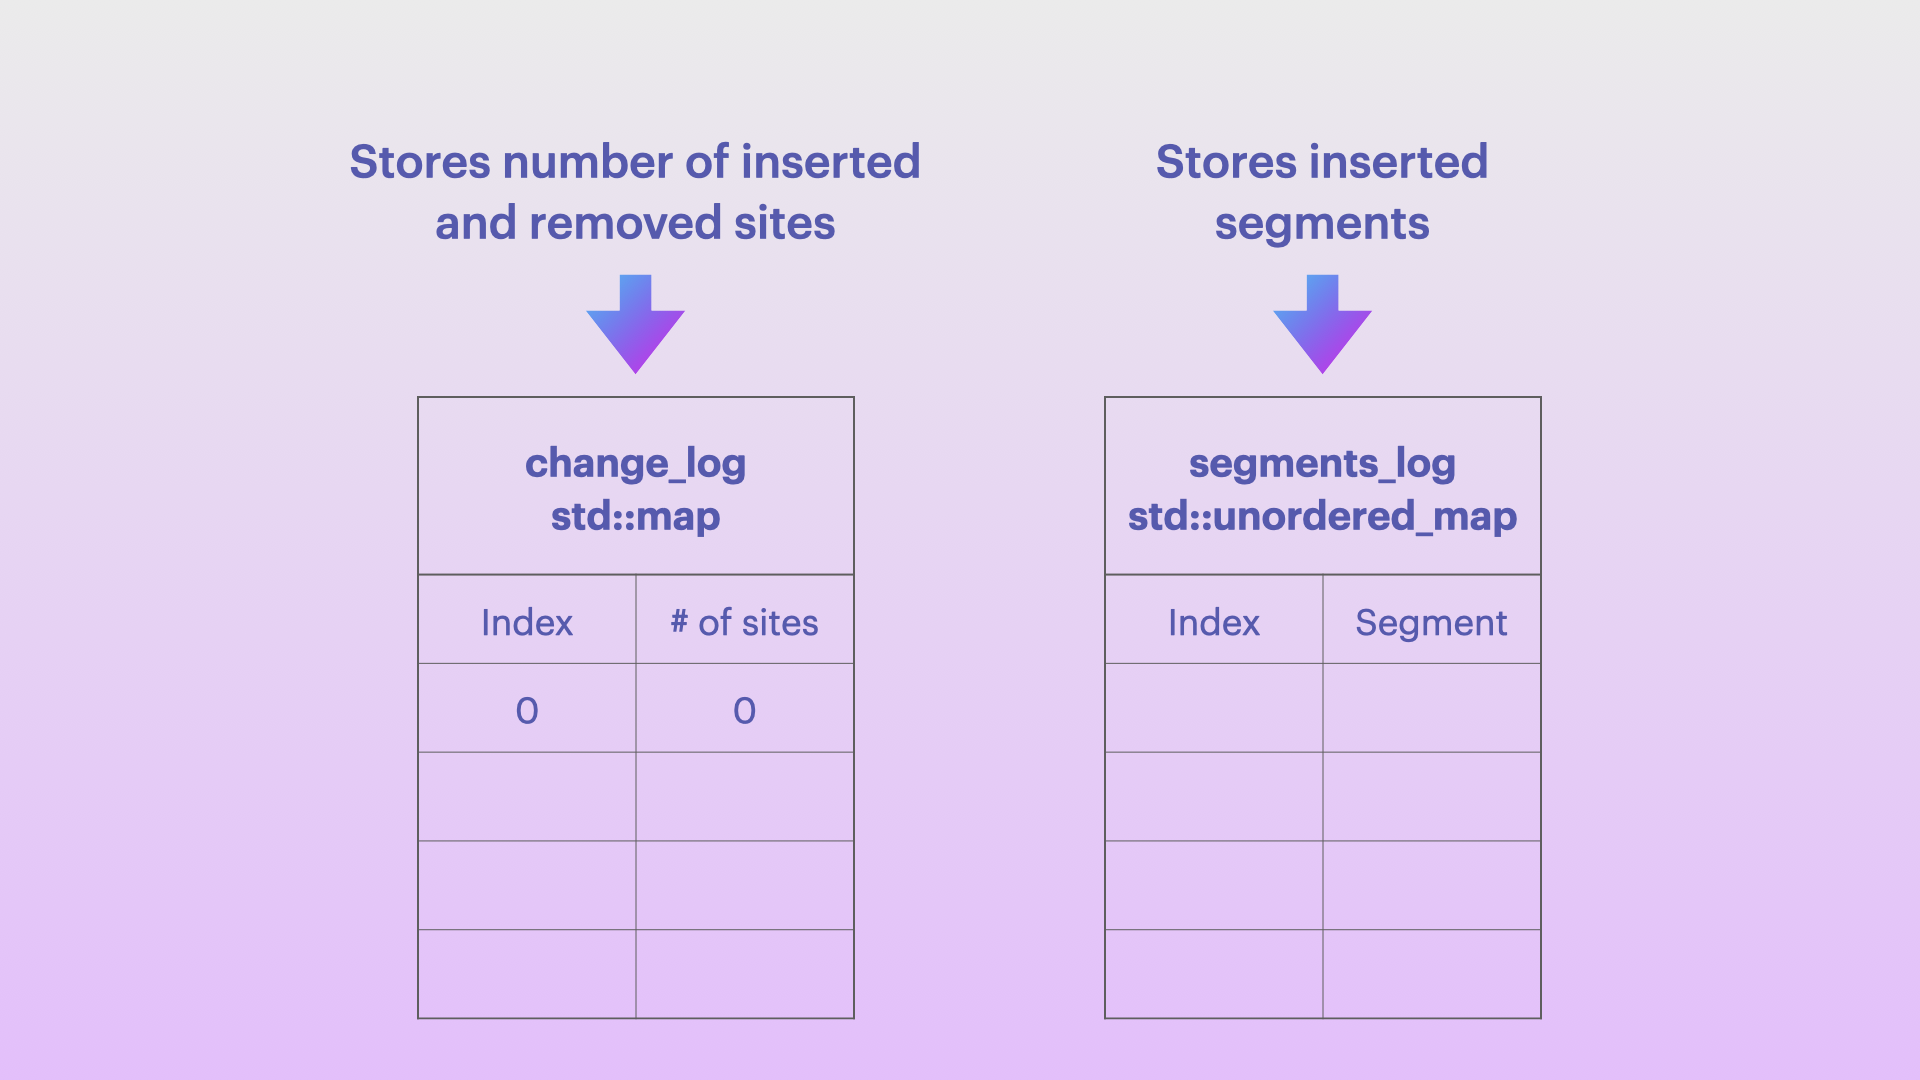 Stores number of inserted
and removed sites
Stores inserted
segments
change_log
std::map
Index # of sites
0 0
segments_log
std::unordered_map
Index Segment